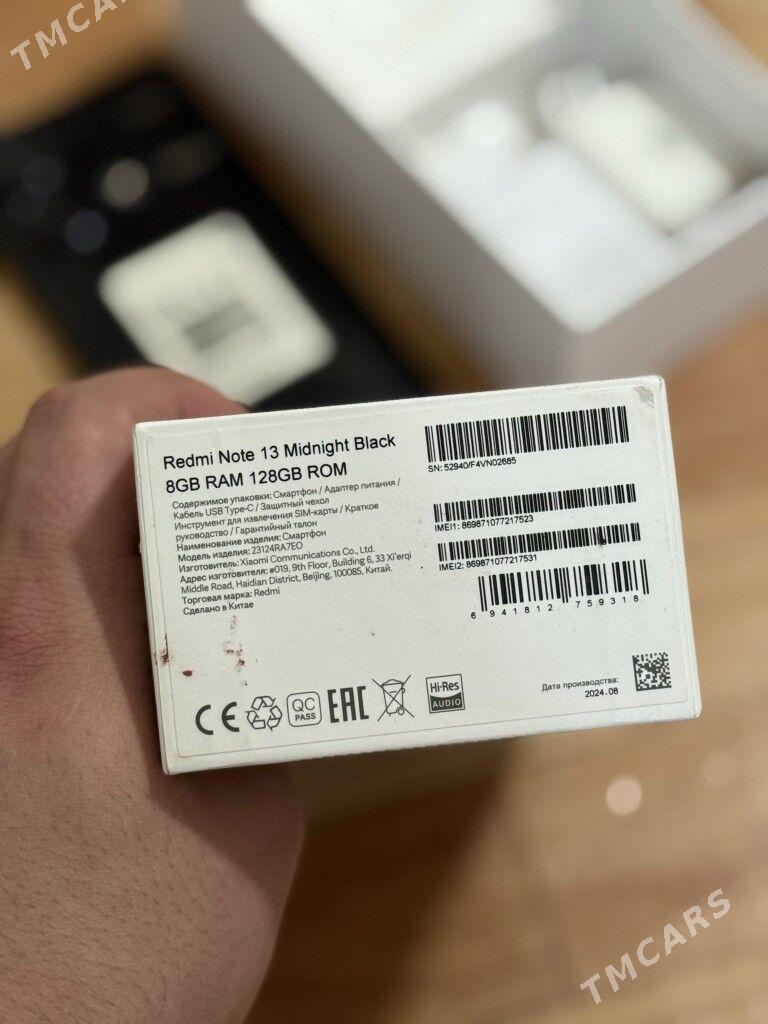 TMCARS
Redmi Note 13 Midnight Black
8GB RAM 128GB ROM
Содержимое упаковки: Смартфон / Адаптер питания /
Кабель USB Type-C / Защитный чехол
Инструмент для извлечения SIM-карты / Краткое
руководство / Гарантийный талон
Наименование изделия: Смартфон
Модель изделия: 23124RA7EO
Изготовитель: Xiaomi Communications Co., Ltd.
Адрес изготовителя: #019, 9th Floor, Building 6, 33 Xi'erqi
Middle Road, Haidian District, Beijing, 100085, Китай.
Торговая марка: Redmi
Сделано в Китае
SN: 52940/F4VN02685
IMEI1: 869871077217523
IMEI2: 869871077217531
6 941812 759318
CE
QC
PASS
EAC
Hi-Res
AUDIO
Дата производства:
2024.08
TMCARS